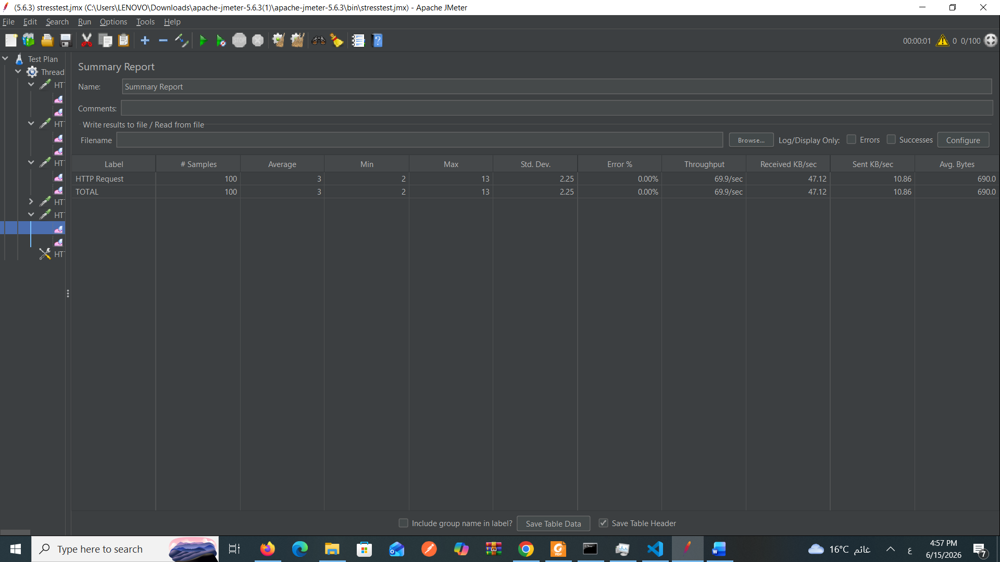 (5.6.3) stresstest.jmx (C:\Users\LENOVO\Downloads\apache-jmeter-5.6.3(1)\apache-jmeter-5.6.3\bin\stresstest.jmx) - Apache JMeter
File Edit Search Run Options Tools Help
STOP 00:00:01 0 0/100
Test Plan
Thread
HTT
HTT
HTT
HTT
HTT
HTT
Summary Report
Name: Summary Report
Comments:
Write results to file / Read from file
Filename Browse... Log/Display Only: Errors Successes Configure
Label # Samples Average Min Max Std. Dev. Error % Throughput Received KB/sec Sent KB/sec Avg. Bytes
HTTP Request 100 3 2 13 2.25 0.00% 69.9/sec 47.12 10.86 690.0
TOTAL 100 3 2 13 2.25 0.00% 69.9/sec 47.12 10.86 690.0
Include group name in label? Save Table Data Save Table Header
Type here to search
16°C غائم ع 4:57 PM
6/15/2026 7